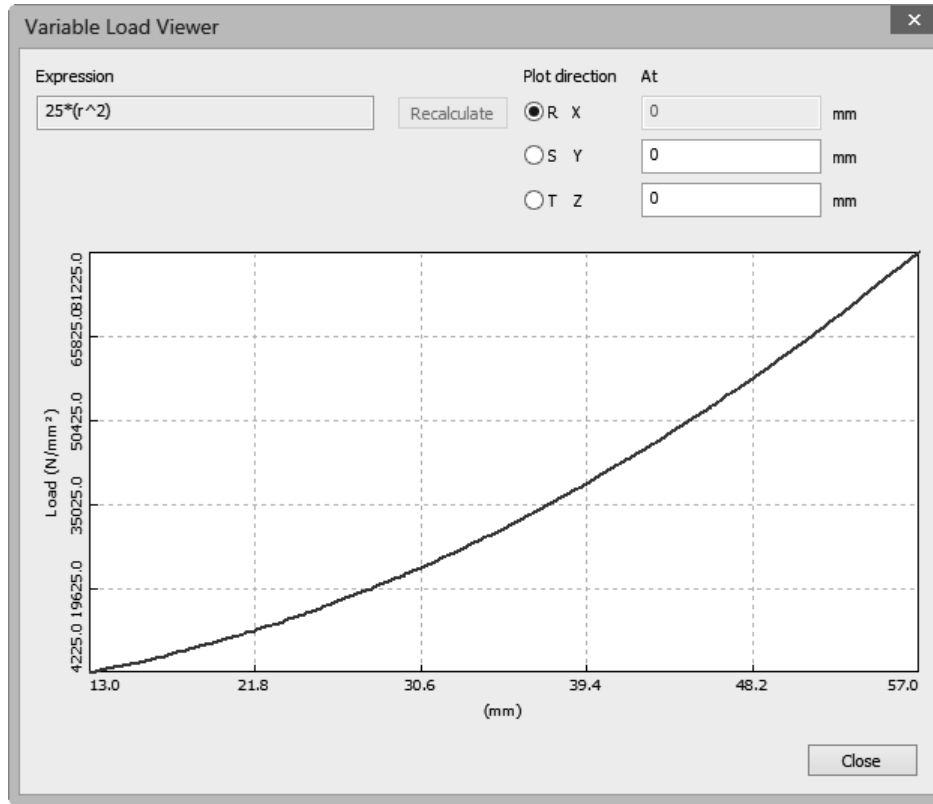 Variable Load Viewer
Expression
Plot direction At
25*(r^2)
Recalculate
R X 0 mm
S Y 0 mm
T Z 0 mm
Load (N/mm²)
4225.0 19625.0 35025.0 50425.0 65825.081225.0
13.0 21.8 30.6 39.4 48.2 57.0
(mm)
Close